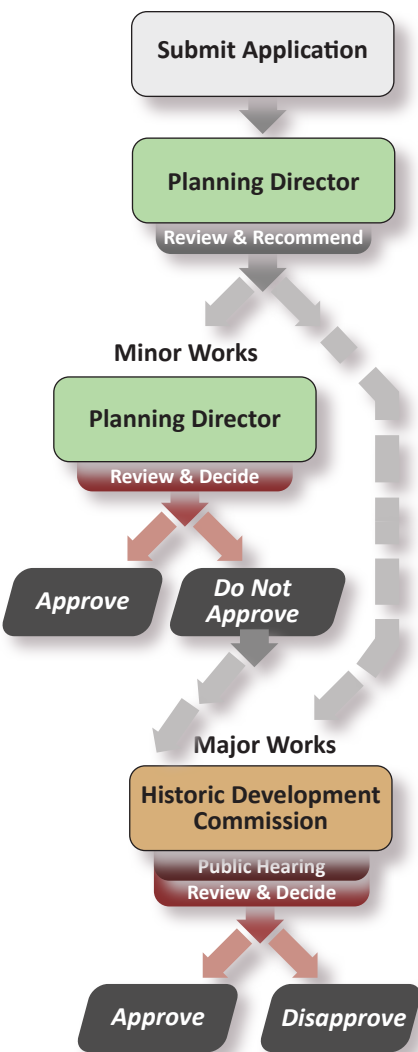 Submit Application
Planning Director
Review & Recommend
Minor Works
Planning Director
Review & Decide
Approve
Do Not
Approve
Major Works
Historic Development
Commission
Public Hearing
Review & Decide
Approve
Disapprove